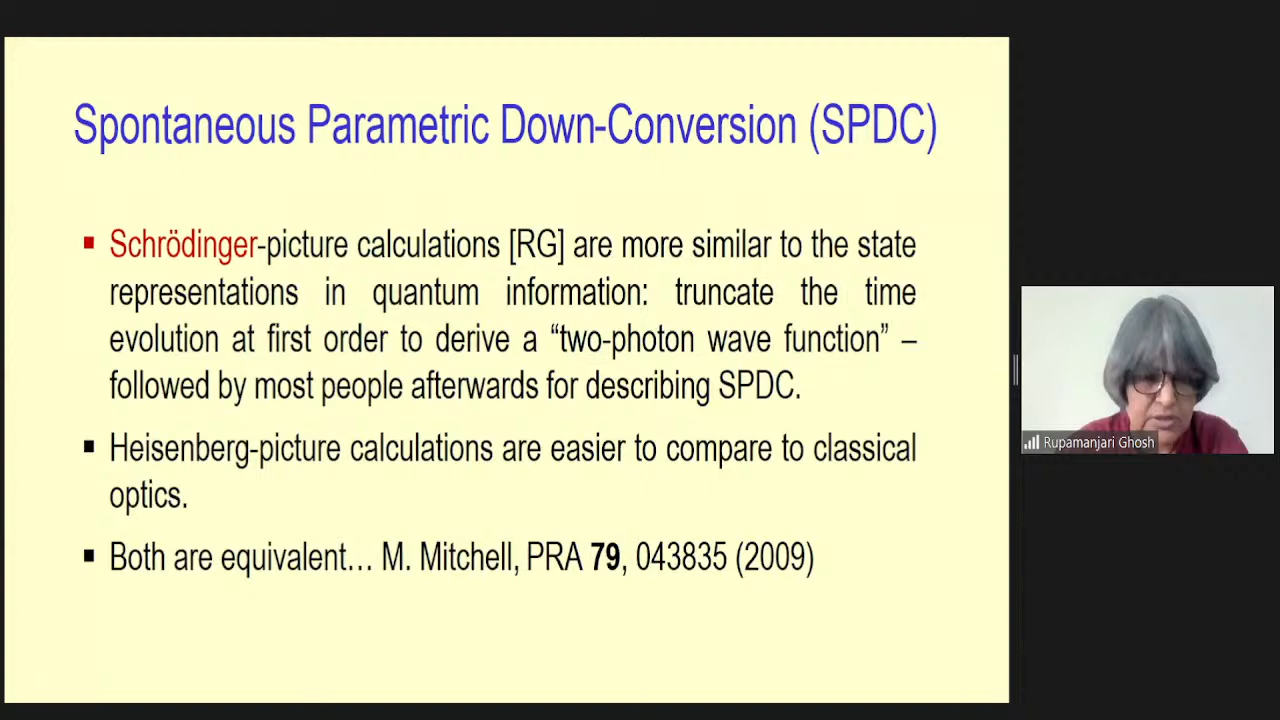 Spontaneous Parametric Down-Conversion (SPDC)
▪ Schrödinger-picture calculations [RG] are more similar to the state
representations in quantum information: truncate the time
evolution at first order to derive a “two-photon wave function” –
followed by most people afterwards for describing SPDC.
▪ Heisenberg-picture calculations are easier to compare to classical
optics.
▪ Both are equivalent… M. Mitchell, PRA 79, 043835 (2009)
Rupamanjari Ghosh